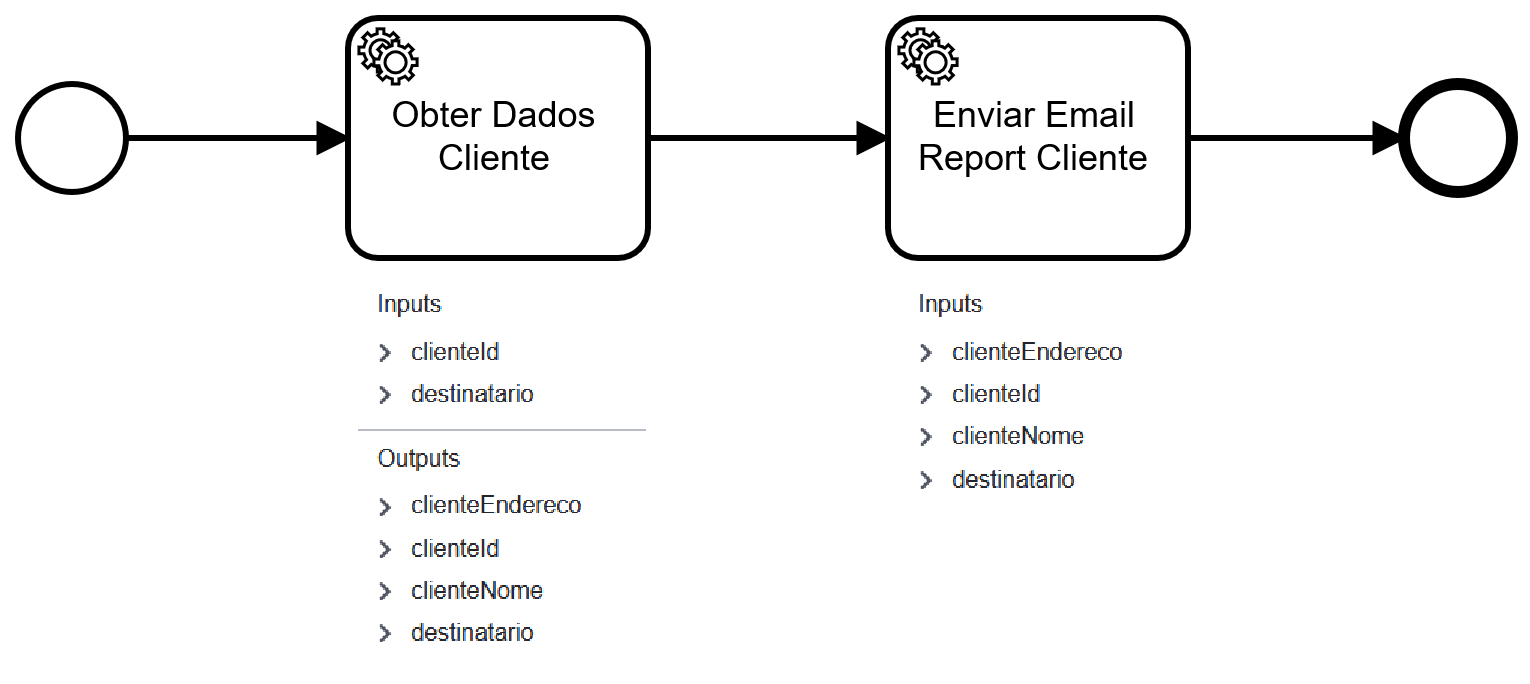 Obter Dados
Cliente
Enviar Email
Report Cliente
Inputs
clienteId
destinatario
Outputs
clienteEndereco
clienteId
clienteNome
destinatario
Inputs
clienteEndereco
clienteId
clienteNome
destinatario